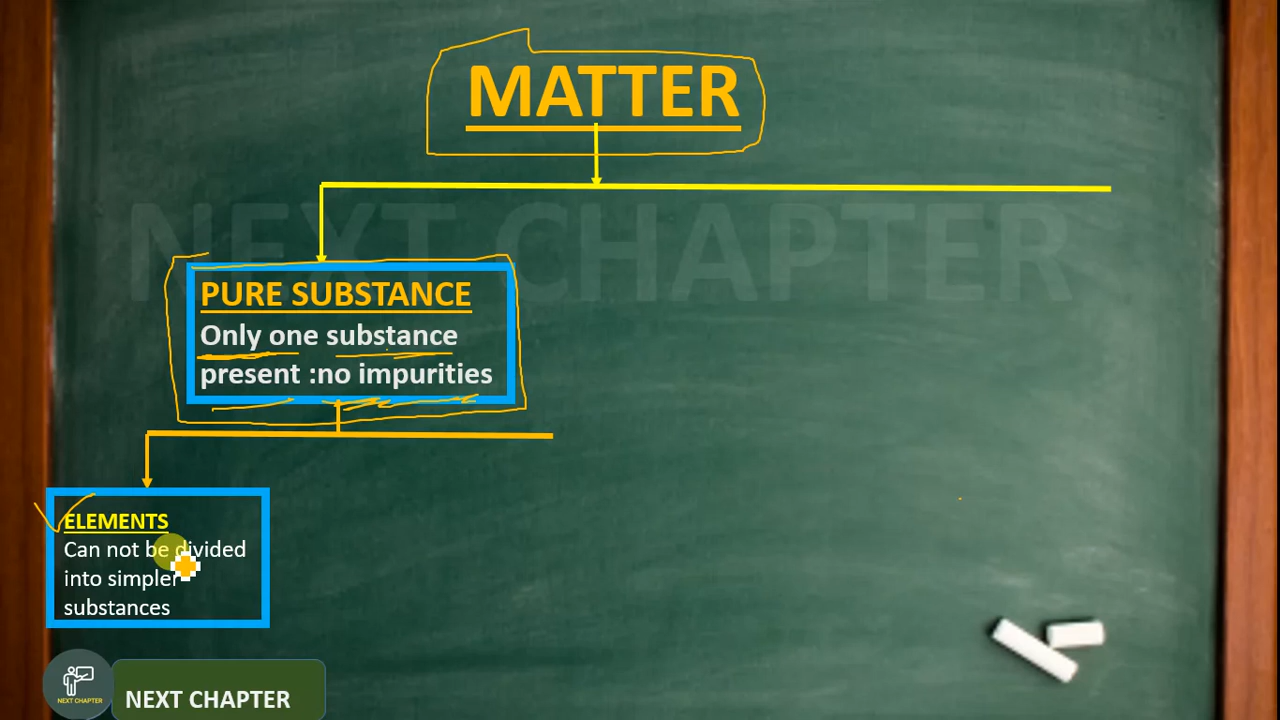 MATTER
NEXT CHAPTER
PURE SUBSTANCE
Only one substance
present :no impurities
ELEMENTS
Can not be divided
into simpler
substances
NEXT CHAPTER
NEXT CHAPTER